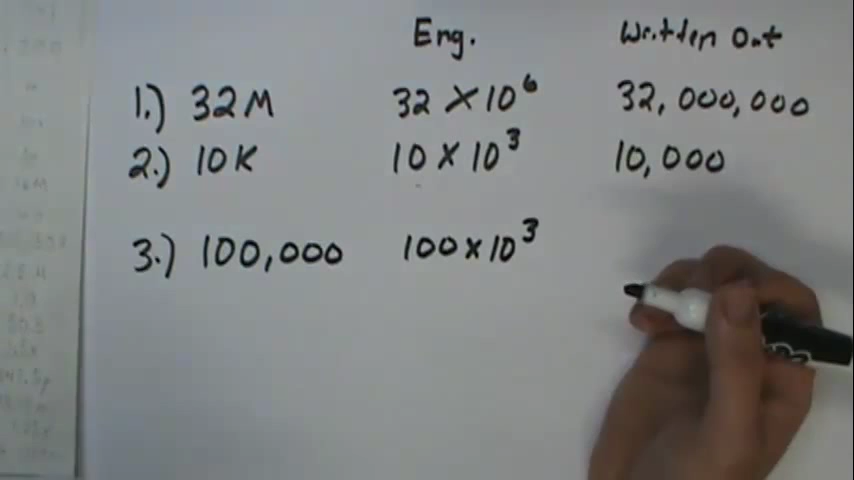 Eng. Written Out
1.) 32M 32 × 10⁶ 32,000,000
2.) 10K 10 × 10³ 10,000
3.) 100,000 100 × 10³